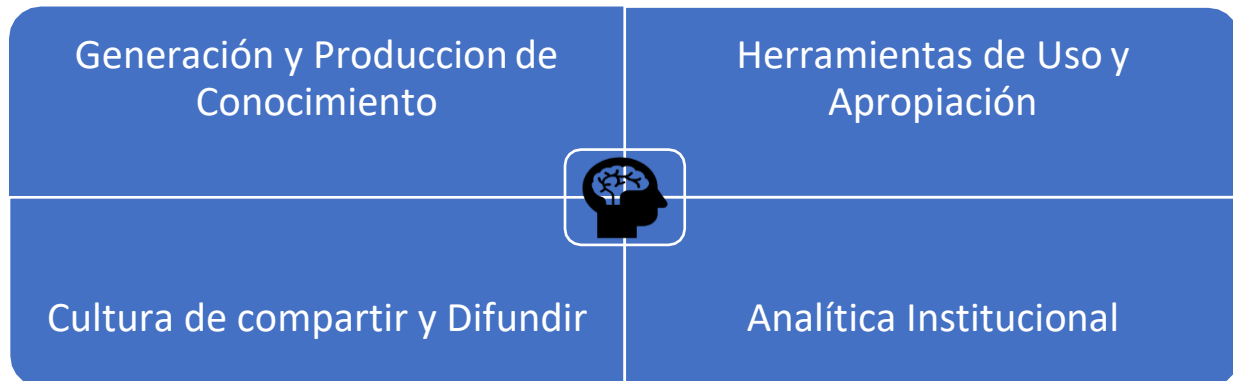 Generación y Produccion de
Conocimiento
Herramientas de Uso y
Apropiación
Cultura de compartir y Difundir
Analítica Institucional